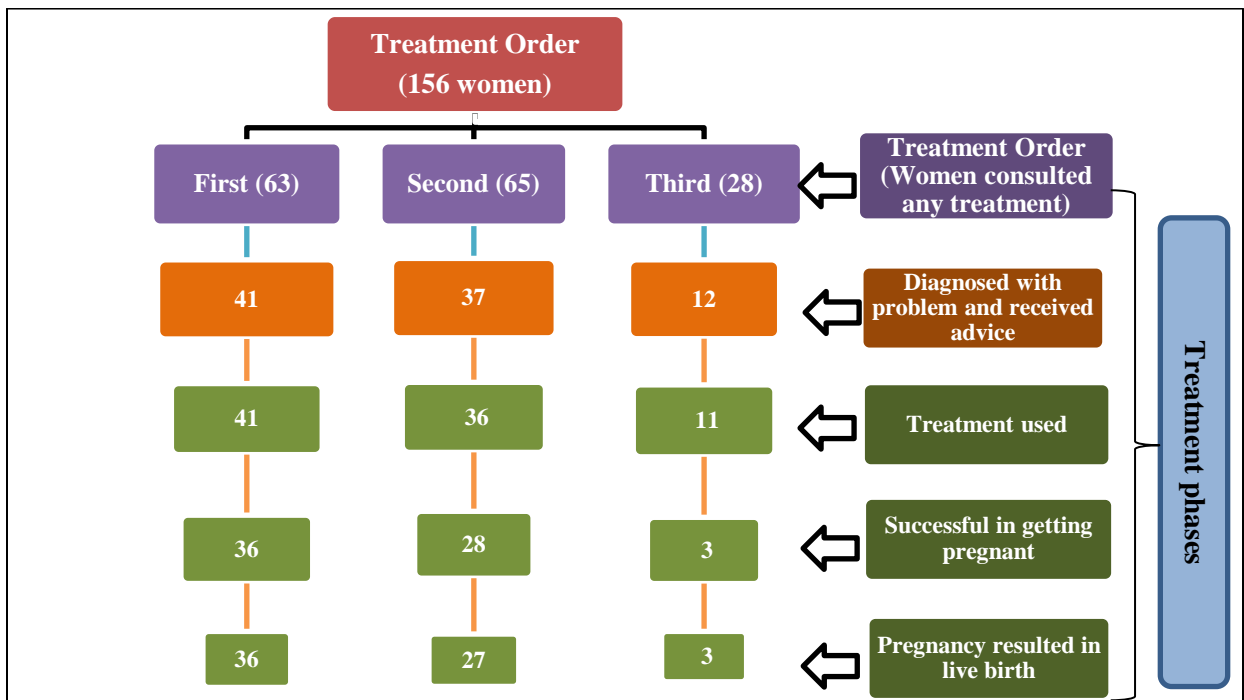 Treatment Order
(156 women)
First (63)
Second (65)
Third (28)
Treatment Order
(Women consulted
any treatment)
41
37
12
Diagnosed with
problem and received
advice
41
36
11
Treatment used
36
28
3
Successful in getting
pregnant
36
27
3
Pregnancy resulted in
live birth
Treatment phases